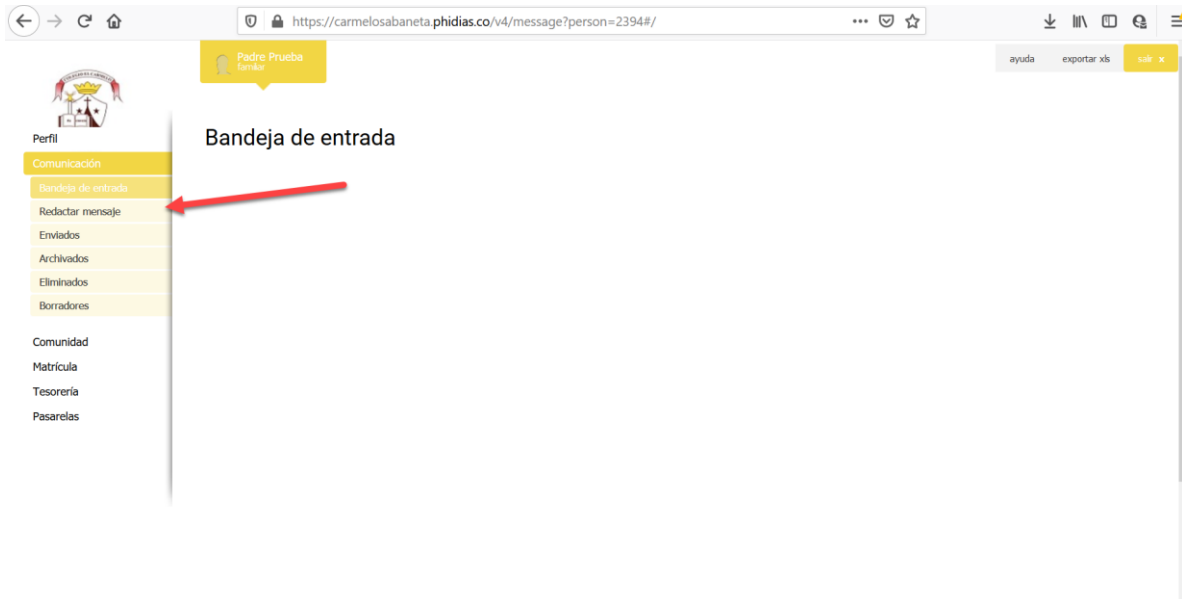 https://carmelosabaneta.phidias.co/v4/message?person=2394#/
Padre Prueba
familiar
ayuda
exportar xls
salir x
Perfil
Bandeja de entrada
Comunicación
Bandeja de entrada
Redactar mensaje
Enviados
Archivados
Eliminados
Borradores
Comunidad
Matrícula
Tesorería
Pasarelas